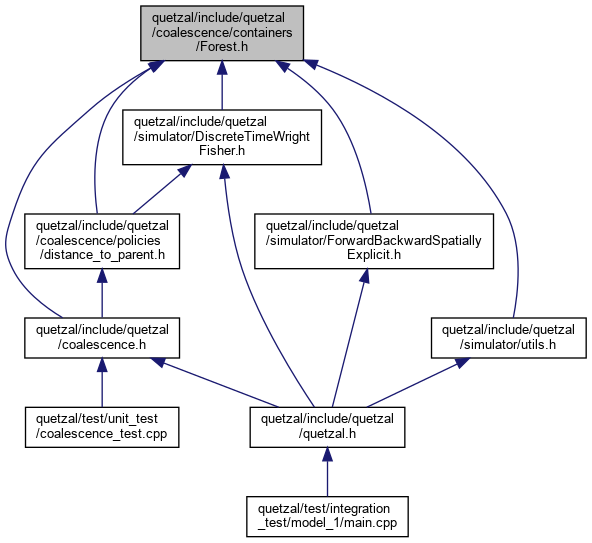 quetzal/include/quetzal
/coalescence/containers
/Forest.h
quetzal/include/quetzal
/simulator/DiscreteTimeWright
Fisher.h
quetzal/include/quetzal
/coalescence/policies
/distance_to_parent.h
quetzal/include/quetzal
/simulator/ForwardBackwardSpatially
Explicit.h
quetzal/include/quetzal
/coalescence.h
quetzal/include/quetzal
/simulator/utils.h
quetzal/test/unit_test
/coalescence_test.cpp
quetzal/include/quetzal
/quetzal.h
quetzal/test/integration
_test/model_1/main.cpp